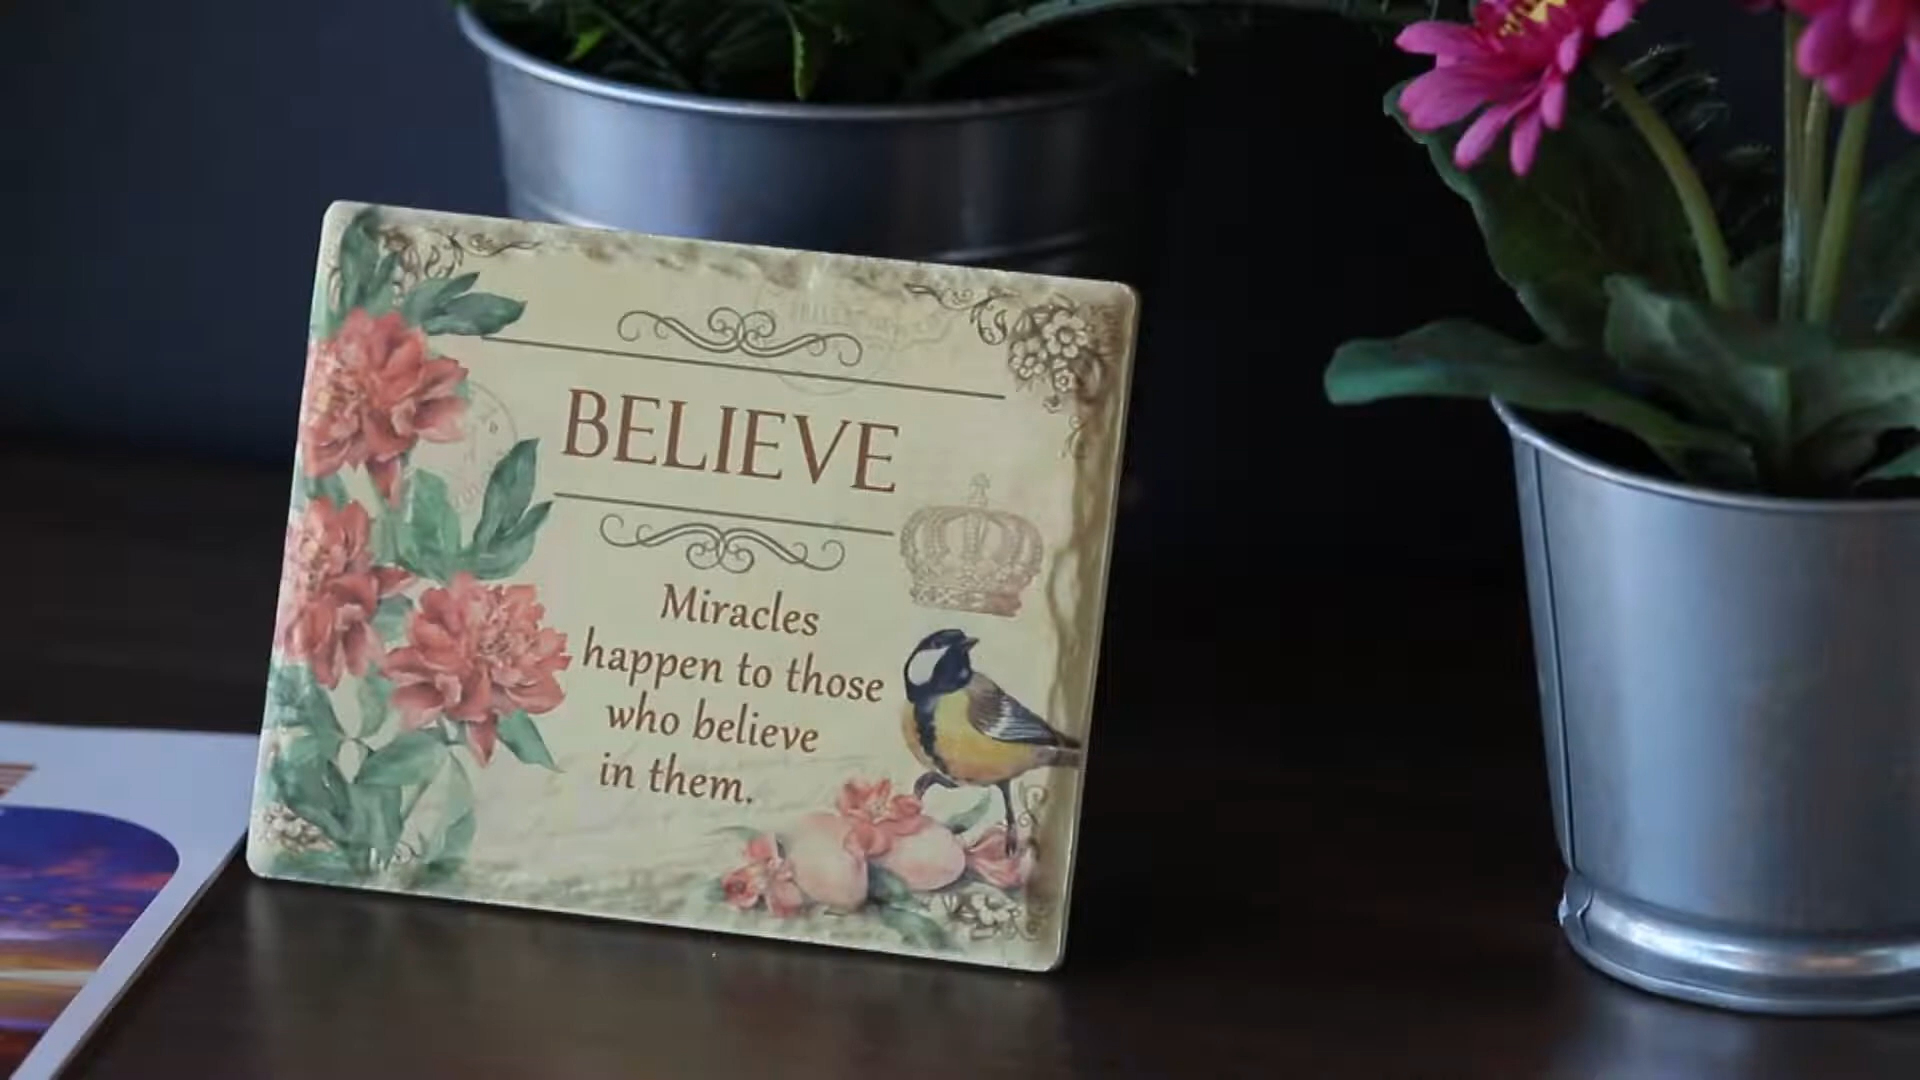 BELIEVE
Miracles
happen to those
who believe
in them.